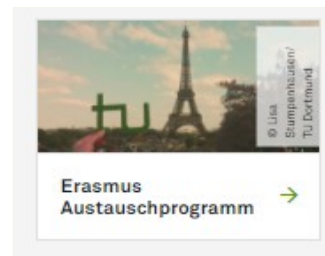 tu
© Lisa
Stumpenhausen/
TU Dortmund
Erasmus
Austauschprogramm